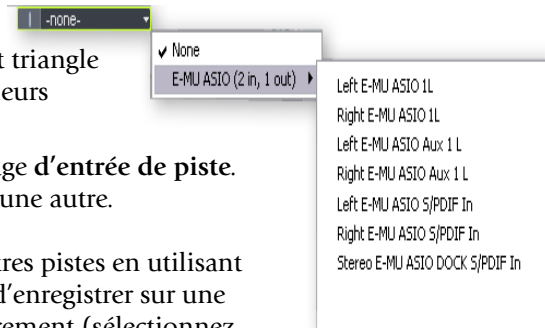 -none-
None
E-MU ASIO (2 in, 1 out)
Left E-MU ASIO 1L
Right E-MU ASIO 1L
Left E-MU ASIO Aux 1 L
Right E-MU ASIO Aux 1 L
Left E-MU ASIO S/PDIF In
Right E-MU ASIO S/PDIF In
Stereo E-MU ASIO DOCK S/PDIF In
t triangle
eurs
ge d'entrée de piste.
une autre.
res pistes en utilisant
d'enregistrer sur une
rement (sélectionnez